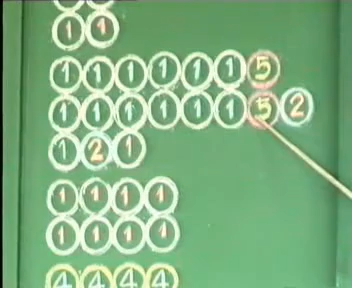 1 1
1 1 1 1 1 1 5
1 1 1 1 1 1 5 2
1 2 1
1 1 1 1
1 1 1 1
4 4 4 4